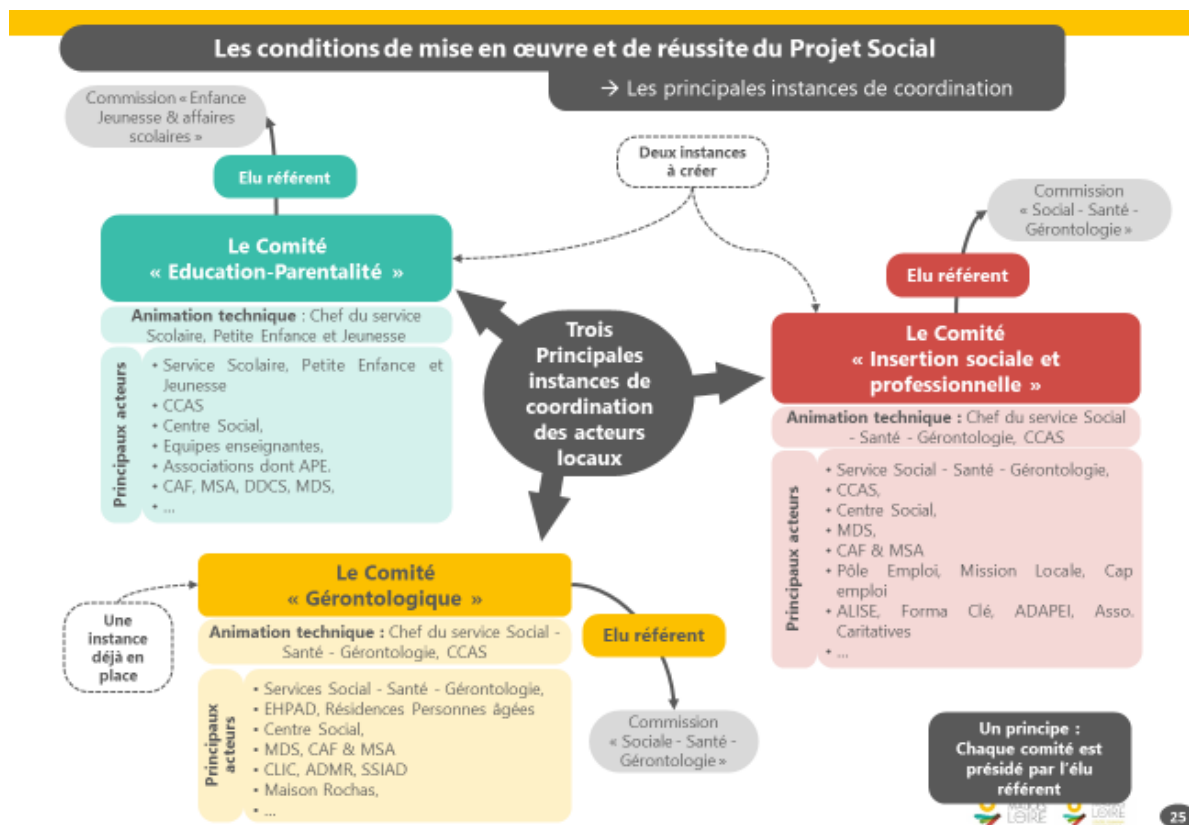 Les conditions de mise en œuvre et de réussite du Projet Social
→ Les principales instances de coordination
Commission « Enfance
Jeunesse & affaires
scolaires »
Elu référent
Le Comité
« Education-Parentalité »
Animation technique : Chef du service
Scolaire, Petite Enfance et Jeunesse
Principaux acteurs
• Service Scolaire, Petite Enfance et
Jeunesse
• CCAS
• Centre Social,
• Equipes enseignantes,
• Associations dont APE.
• CAF, MSA, DDCS, MDS,
• ...
Deux instances
à créer
Commission
« Social - Santé -
Gérontologie »
Elu référent
Le Comité
« Insertion sociale et
professionnelle »
Animation technique : Chef du service Social
- Santé - Gérontologie, CCAS
Principaux acteurs
• Service Social - Santé - Gérontologie,
• CCAS,
• Centre Social,
• MDS,
• CAF & MSA
• Pôle Emploi, Mission Locale, Cap
emploi
• ALISE, Forma Clé, ADAPEI, Asso.
Caritatives
• ...
Trois
Principales
instances de
coordination
des acteurs
locaux
Une
instance
déjà en
place
Le Comité
« Gérontologique »
Animation technique : Chef du service Social -
Santé - Gérontologie, CCAS
Principaux
acteurs
• Services Social - Santé - Gérontologie,
• EHPAD, Résidences Personnes âgées
• Centre Social,
• MDS, CAF & MSA
• CLIC, ADMR, SSIAD
• Maison Rochas,
• ...
Elu référent
Commission
« Sociale - Santé -
Gérontologie »
Un principe :
Chaque comité est
présidé par l'élu
référent
LOIRE
LOIRE
25